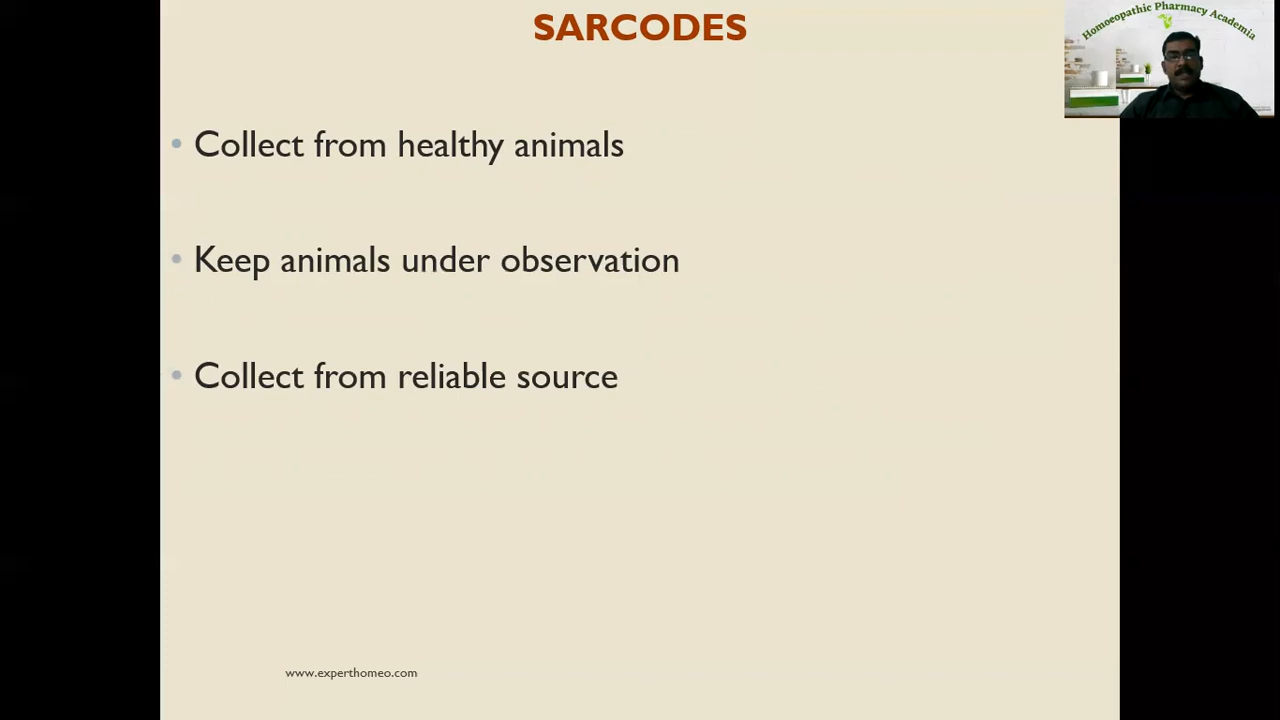 SARCODES
Homoeopathic Pharmacy Academia
• Collect from healthy animals
• Keep animals under observation
• Collect from reliable source
www.experthomeo.com